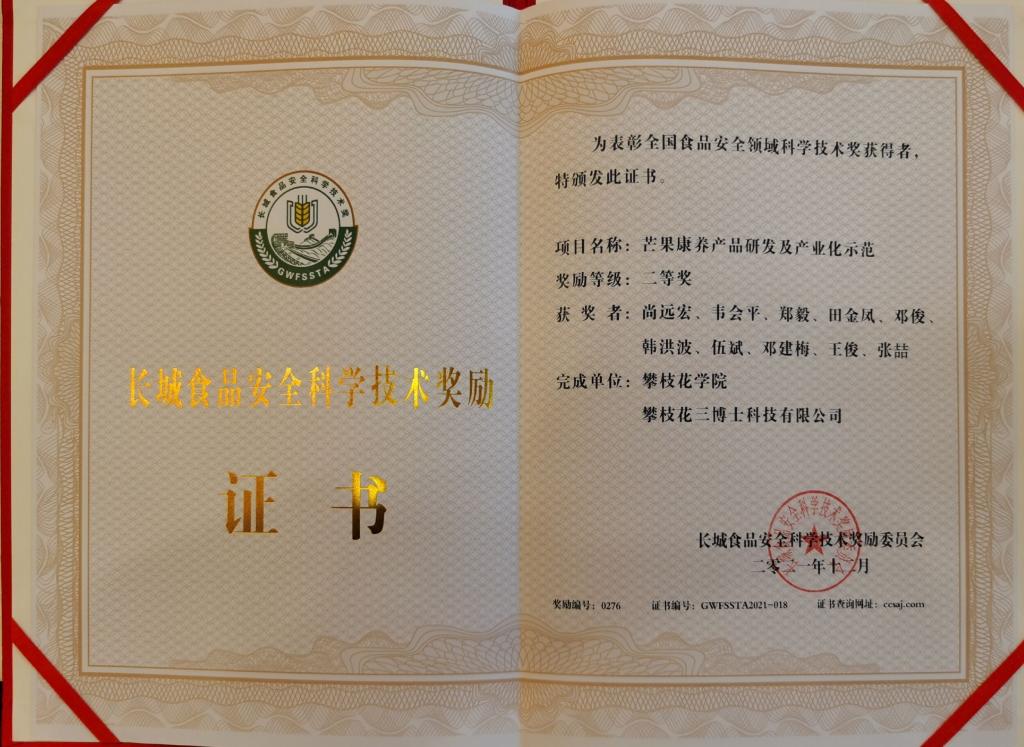 长城食品安全科学技术奖
GWFSSTA
长城食品安全科学技术奖励
证书
为表彰全国食品安全领域科学技术奖获得者，
特颁发此证书。
项目名称：芒果康养产品研发及产业化示范
奖励等级：二等奖
获奖者：尚远宏、韦会平、郑毅、田金凤、邓俊、
韩洪波、伍斌、邓建梅、王俊、张喆
完成单位：攀枝花学院
攀枝花三博士科技有限公司
长城食品安全科学技术奖励委员会
二零二一年十月
奖励编号：0276 证书编号：GWFSSTA2021-018 证书查询网址：ccsaj.com